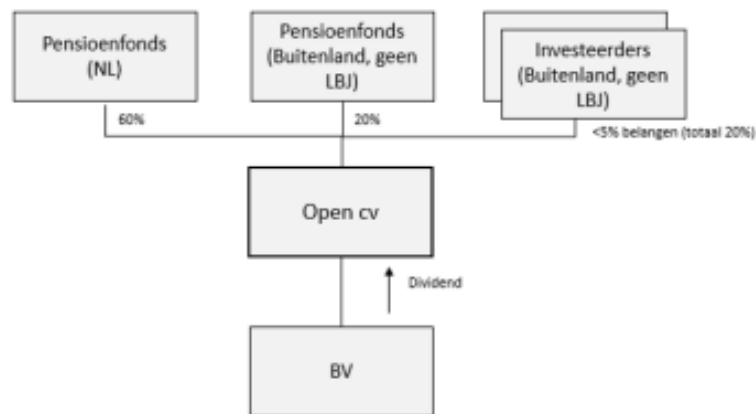 Pensioenfonds
(NL)
Pensioenfonds
(Buitenland, geen
LBJ)
Investeerders
(Buitenland, geen
LBJ)
60%
20%
<5% belangen (totaal 20%)
Open cv
Dividend
BV